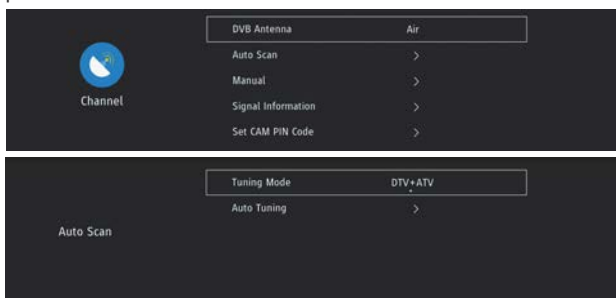 DVB Antenna Air
Auto Scan >
Manual >
Channel
Signal Information >
Set CAM PIN Code >
Tuning Mode DTV+ATV
Auto Tuning >
Auto Scan